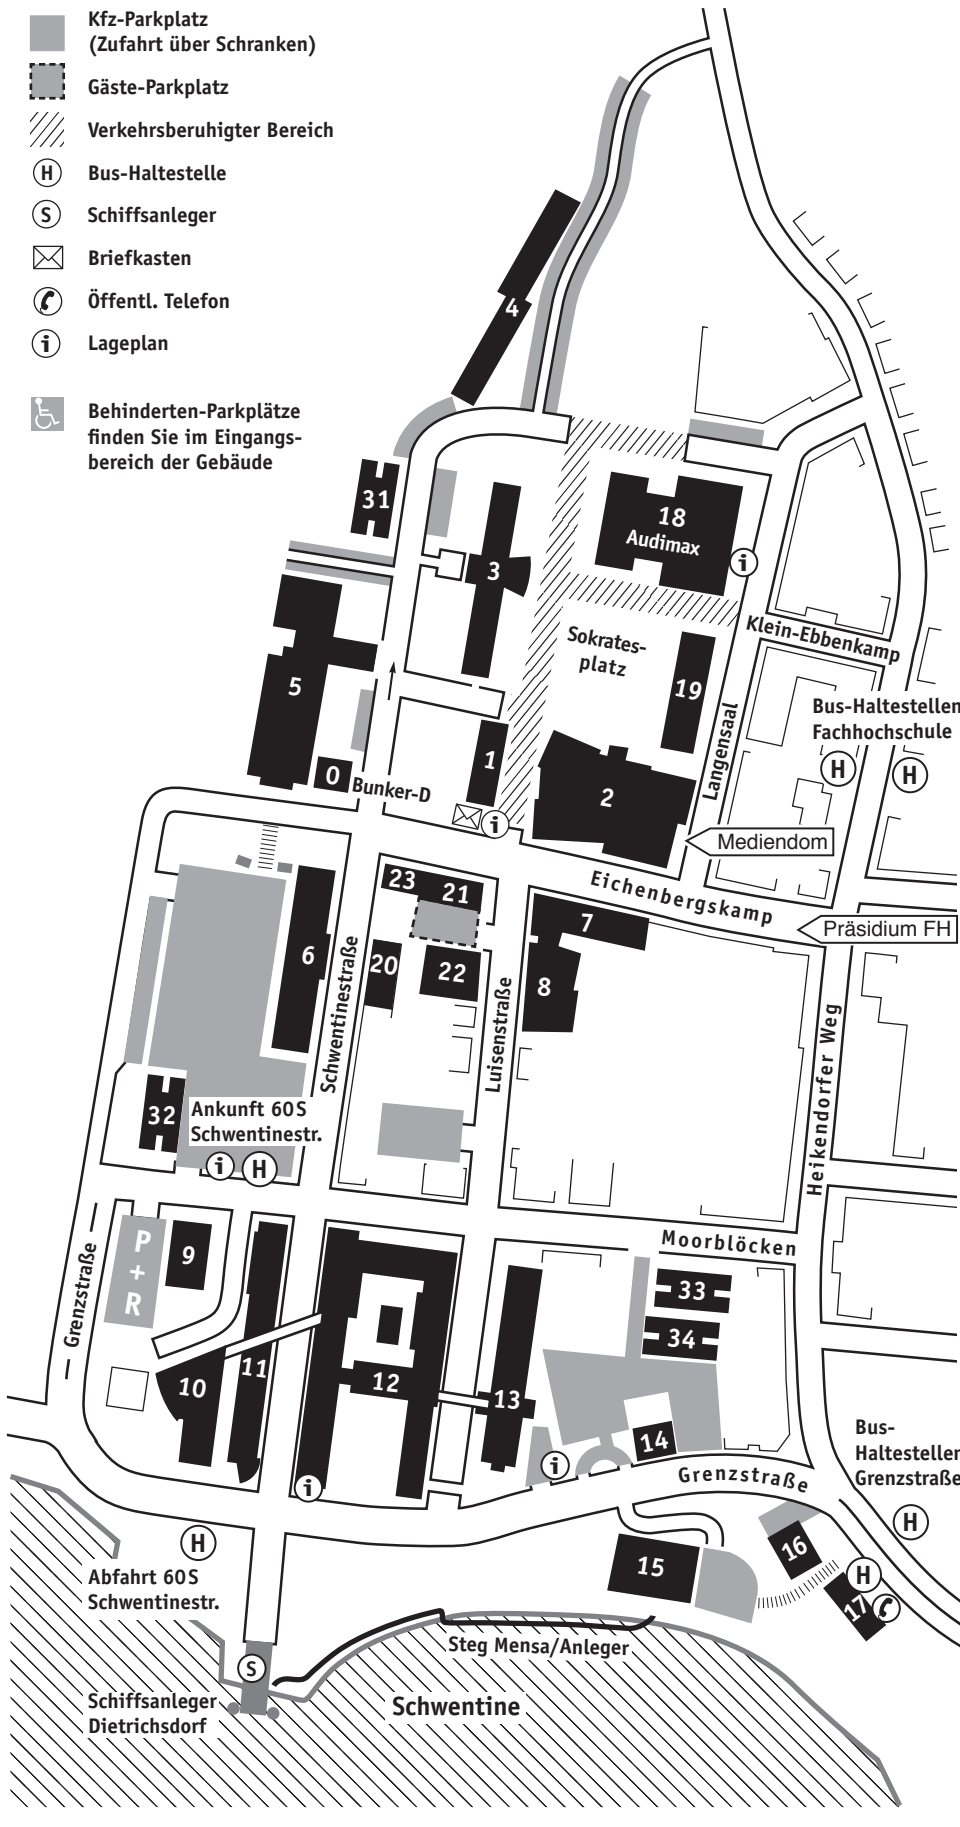 Kfz-Parkplatz
(Zufahrt über Schranken)
Gäste-Parkplatz
Verkehrsberuhigter Bereich
H
Bus-Haltestelle
S
Schiffsanleger
Briefkasten
Öffentl. Telefon
i
Lageplan
Behinderten-Parkplätze
finden Sie im Eingangs-
bereich der Gebäude
4
31
18
Audimax
i
3
Klein-Ebbenkamp
Sokrates-
platz
5
19
Bus-Haltestellen
Fachhochschule
H
H
Langensaal
1
0
Bunker-D
2
i
Mediendom
23
21
Eichenbergskamp
7
Präsidium FH
6
20
22
8
Schwentinestraße
Luisenstraße
Heikendorfer Weg
32
Ankunft 60S
Schwentinestr.
i
H
Moorblöcken
P
+
R
9
Grenzstraße
33
34
11
10
12
13
14
Bus-
Haltestellen
Grenzstraße
i
i
Grenzstraße
H
H
15
16
H
17
Abfahrt 60S
Schwentinestr.
Steg Mensa/Anleger
S
Schiffsanleger
Dietrichsdorf
Schwentine